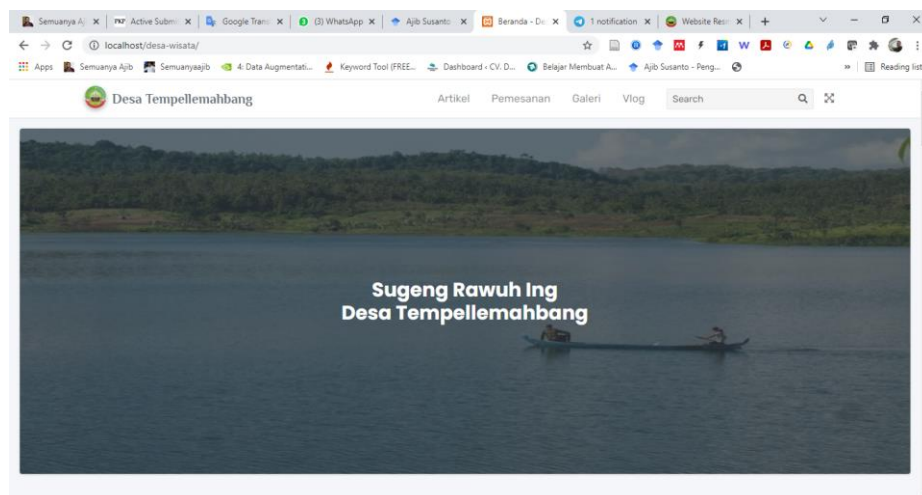 Semuanya Aj
Active Submi
Google Trans
(3) WhatsApp
Ajib Susanto -
Beranda - De
1 notification
Website Resm
localhost/desa-wisata/
Apps
Semuanya Ajib
Semuanyaajib
4: Data Augmentati...
Keyword Tool (FREE...
Dashboard ‹ CV. D...
Belajar Membuat A...
Ajib Susanto - Peng...
»
Reading list
Desa Tempellemahbang
Artikel
Pemesanan
Galeri
Vlog
Search
Sugeng Rawuh Ing
Desa Tempellemahbang